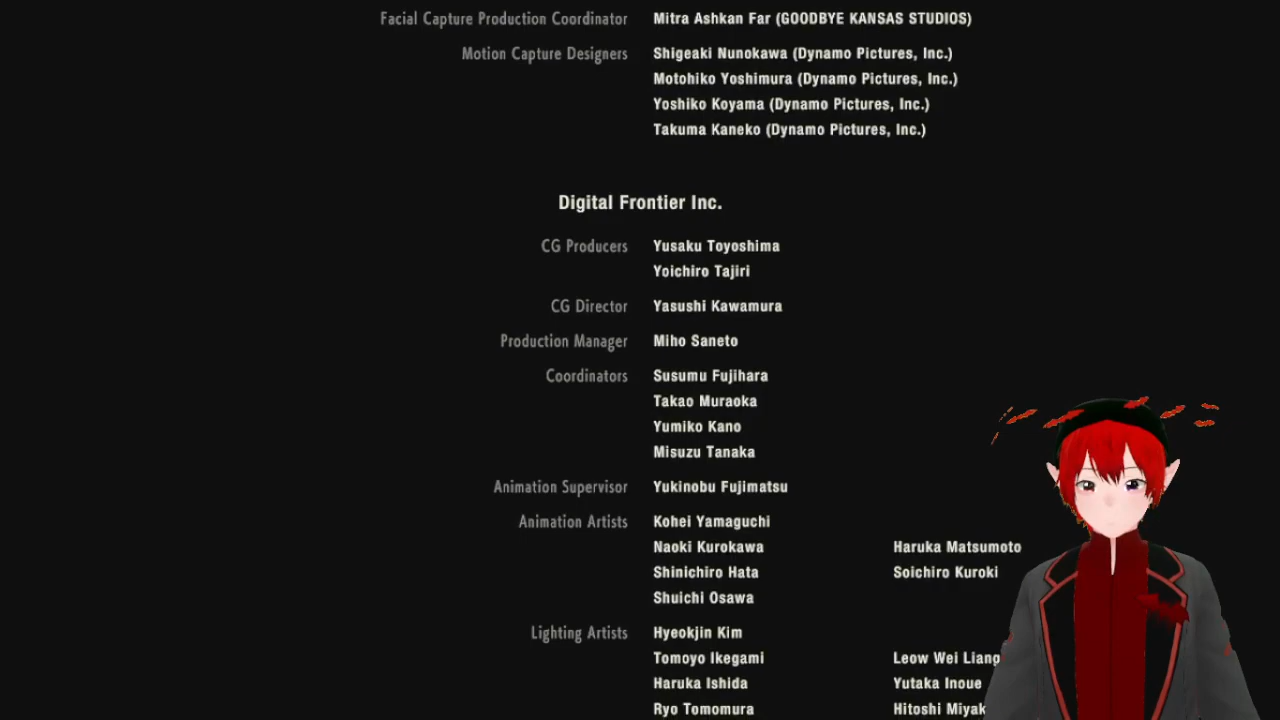 Facial Capture Production Coordinator Mitra Ashkan Far (GOODBYE KANSAS STUDIOS)
Motion Capture Designers Shigeaki Nunokawa (Dynamo Pictures, Inc.)
Motohiko Yoshimura (Dynamo Pictures, Inc.)
Yoshiko Koyama (Dynamo Pictures, Inc.)
Takuma Kaneko (Dynamo Pictures, Inc.)
Digital Frontier Inc.
CG Producers Yusaku Toyoshima
Yoichiro Tajiri
CG Director Yasushi Kawamura
Production Manager Miho Saneto
Coordinators Susumu Fujihara
Takao Muraoka
Yumiko Kano
Misuzu Tanaka
Animation Supervisor Yukinobu Fujimatsu
Animation Artists Kohei Yamaguchi
Naoki Kurokawa Haruka Matsumoto
Shinichiro Hata Soichiro Kuroki
Shuichi Osawa
Lighting Artists Hyeokjin Kim
Tomoyo Ikegami Leow Wei Liang
Haruka Ishida Yutaka Inoue
Ryo Tomomura Hitoshi